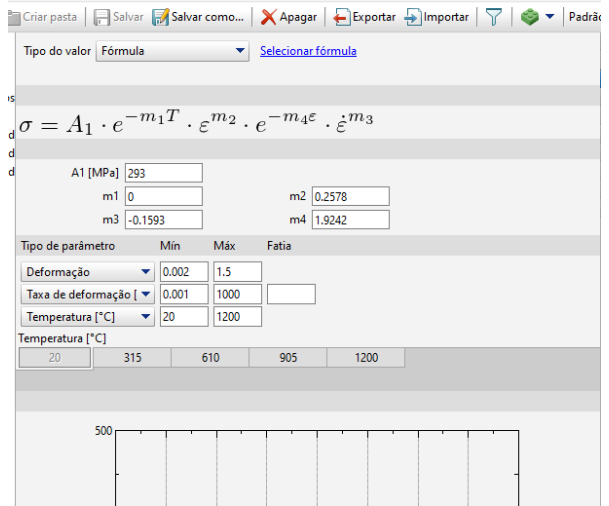 Criar pasta Salvar Salvar como... Apagar Exportar Importar
Tipo do valor Fórmula Selecionar fórmula
os
σ = A₁ · e^{-m₁T} · ε^{m₂} · e^{-m₄ε} · ε̇^{m₃}
d
d
d
A1 [MPa] 293
m1 0 m2 0.2578
m3 -0.1593 m4 1.9242
Tipo de parâmetro Mín Máx Fatia
Deformação 0.002 1.5
Taxa de deformação [ 0.001 1000
Temperatura [°C] 20 1200
Temperatura [°C]
20 315 610 905 1200
500